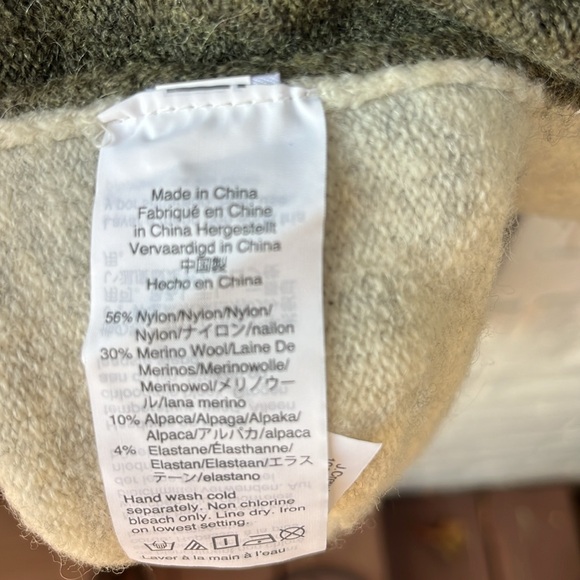 Made in China
Fabriqué en Chine
in China Hergestellt
Vervaardigd in China
中国製
Hecho en China
56% Nylon/Nylon/Nylon/
Nylon/ナイロン/nailon
30% Merino Wool/Laine De
Merinos/Merinowolle/
Merinowol/メリノウー
ル/lana merino
10% Alpaca/Alpaga/Alpaka/
Alpaca/アルパカ/alpaca
4% Elastane/Élasthanne/
Elastan/Elastaan/エラス
テーン/elastano
Hand wash cold
separately. Non chlorine
bleach only. Line dry. Iron
on lowest setting.
Laver à la main à l'eau